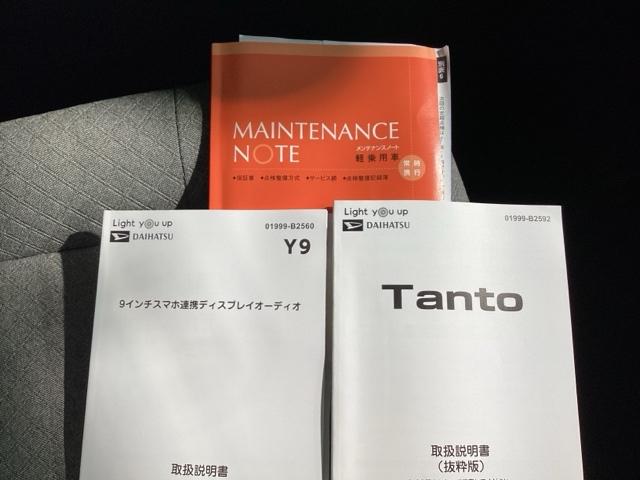 MAINTENANCE
NOTE
メンテナンスノート
軽乗用車
常時
携行
●保証書 ●点検整備方式 ●サービス網 ●点検整備記録簿
別表6
Light you up
DAIHATSU
01999-B2560
Y9
9インチスマホ連携ディスプレイオーディオ
取扱説明書
Light you up
DAIHATSU
01999-B2592
Tanto
取扱説明書
(抜粋版)